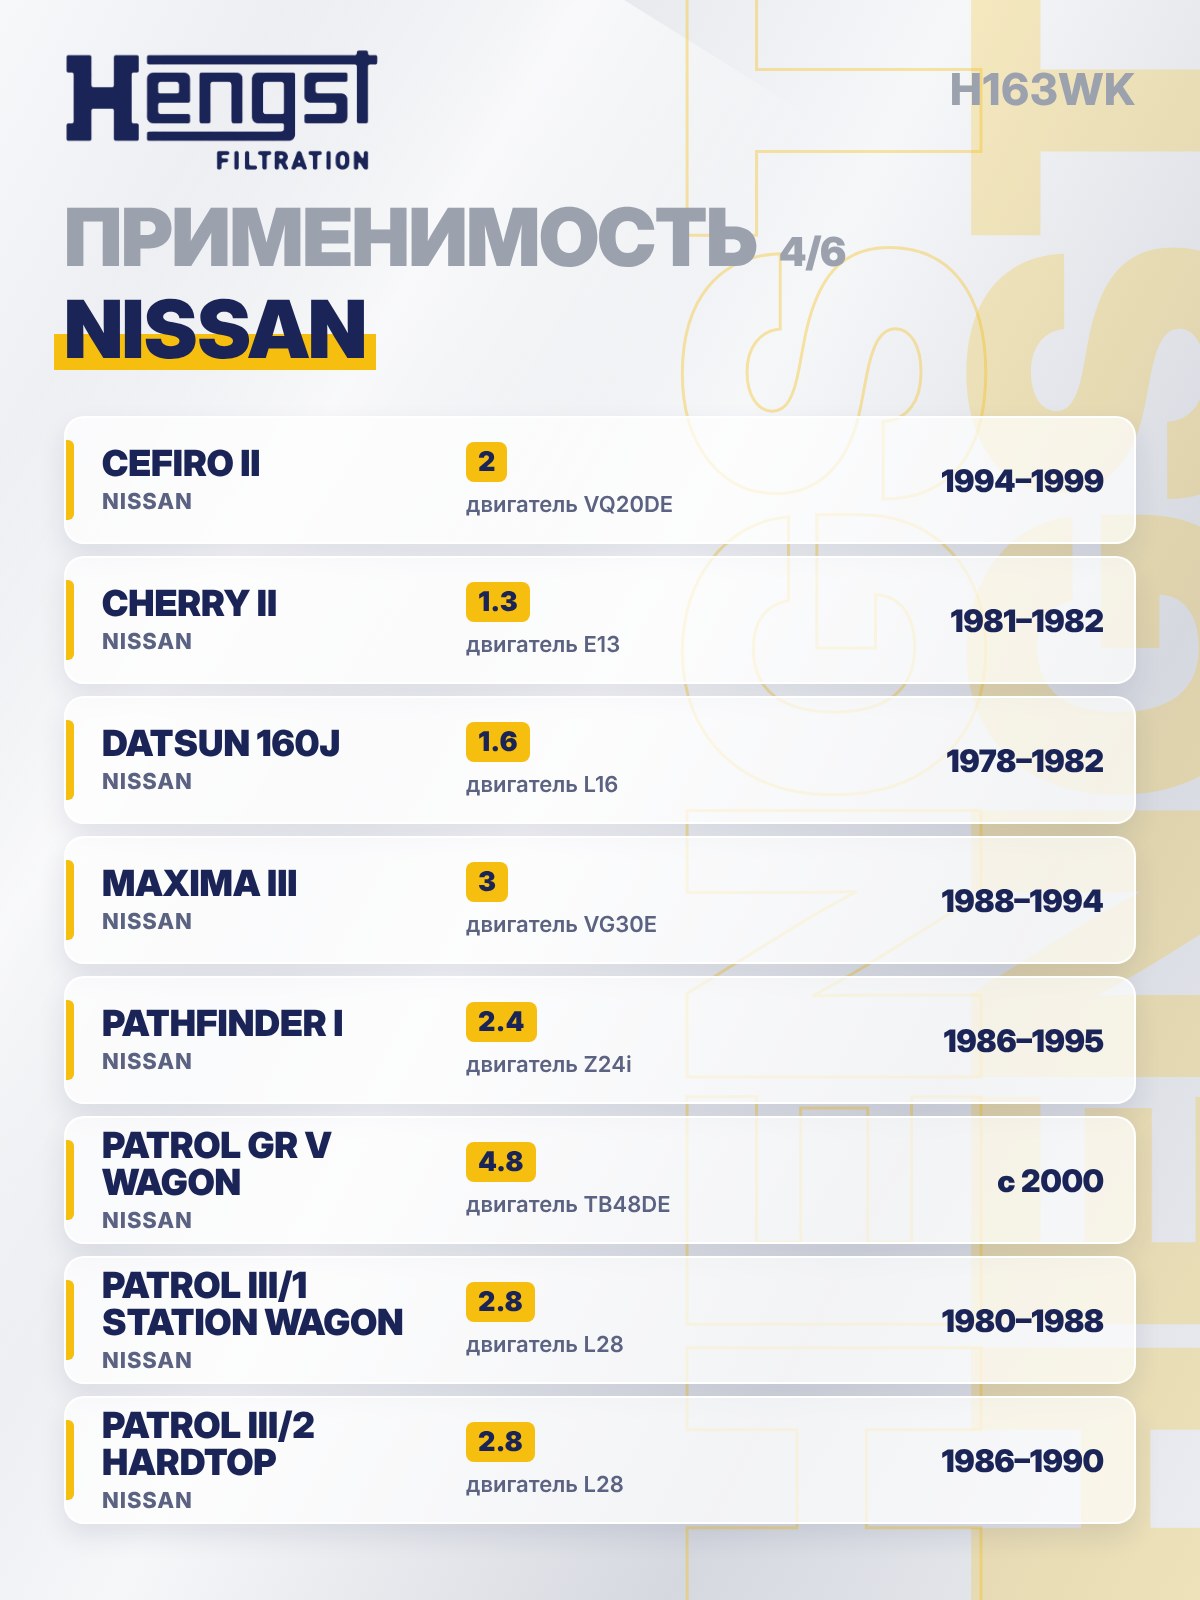 Hengst
FILTRATION
H163WK
ПРИМЕНИМОСТЬ 4/6
NISSAN
CEFIRO II
NISSAN
2
двигатель VQ20DE
1994–1999
CHERRY II
NISSAN
1.3
двигатель E13
1981–1982
DATSUN 160J
NISSAN
1.6
двигатель L16
1978–1982
MAXIMA III
NISSAN
3
двигатель VG30E
1988–1994
PATHFINDER I
NISSAN
2.4
двигатель Z24i
1986–1995
PATROL GR V
WAGON
NISSAN
4.8
двигатель TB48DE
с 2000
PATROL III/1
STATION WAGON
NISSAN
2.8
двигатель L28
1980–1988
PATROL III/2
HARDTOP
NISSAN
2.8
двигатель L28
1986–1990
HENGST
HENGST